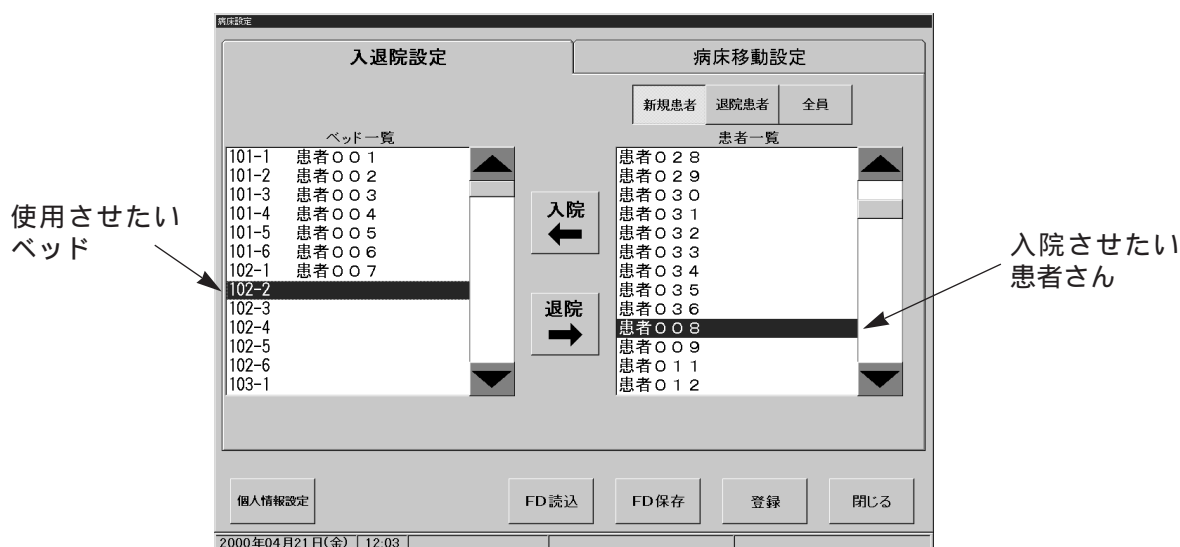 病床設定
入退院設定
病床移動設定
新規患者
退院患者
全員
ベッド一覧
101-1 患者００１
101-2 患者００２
101-3 患者００３
101-4 患者００４
101-5 患者００５
101-6 患者００６
102-1 患者００７
102-2
102-3
102-4
102-5
102-6
103-1
使用させたい
ベッド
入院
退院
患者一覧
患者０２８
患者０２９
患者０３０
患者０３１
患者０３２
患者０３３
患者０３４
患者０３５
患者０３６
患者００８
患者００９
患者０１１
患者０１２
入院させたい
患者さん
個人情報設定
FD読込
FD保存
登録
閉じる
2000年04月21日(金) 12:03